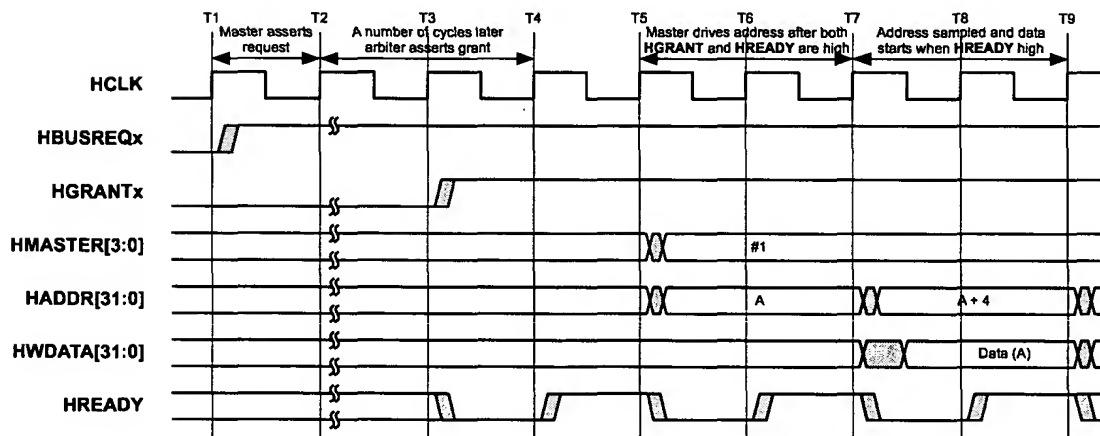 T1 T2 T3 T4 T5 T6 T7 T8 T9
Master asserts
request
A number of cycles later
arbiter asserts grant
Master drives address after both
HGRANT and HREADY are high
Address sampled and data
starts when HREADY high
HCLK
HBUSREQx
HGRANTx
HMASTER[3:0]
#1
HADDR[31:0]
A
A + 4
HWDATA[31:0]
Data (A)
HREADY